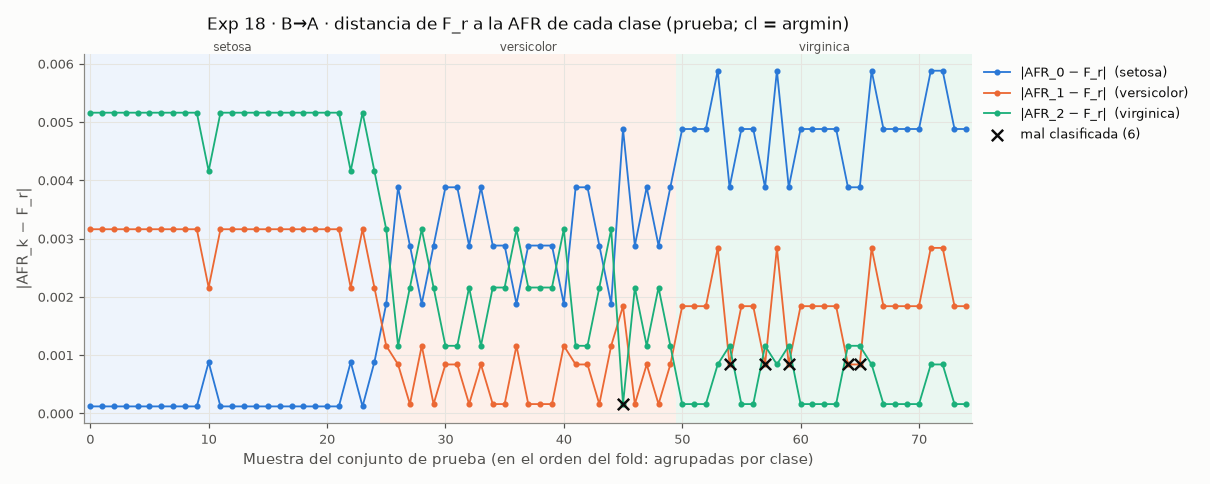 Exp 18 · B→A · distancia de F_r a la AFR de cada clase (prueba; cl = argmin)
setosa
versicolor
virginica
|AFR_0 − F_r| (setosa)
|AFR_1 − F_r| (versicolor)
|AFR_2 − F_r| (virginica)
mal clasificada (6)
|AFR_k − F_r|
0.006
0.005
0.004
0.003
0.002
0.001
0.000
0
10
20
30
40
50
60
70
Muestra del conjunto de prueba (en el orden del fold: agrupadas por clase)